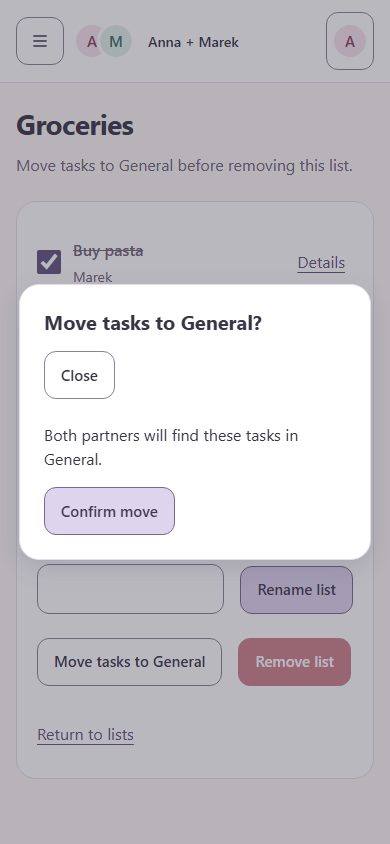 A M Anna + Marek A
Groceries
Move tasks to General before removing this list.
Buy pasta
Marek
Details
Move tasks to General?
Close
Both partners will find these tasks in
General.
Confirm move
Rename list
Move tasks to General Remove list
Return to lists